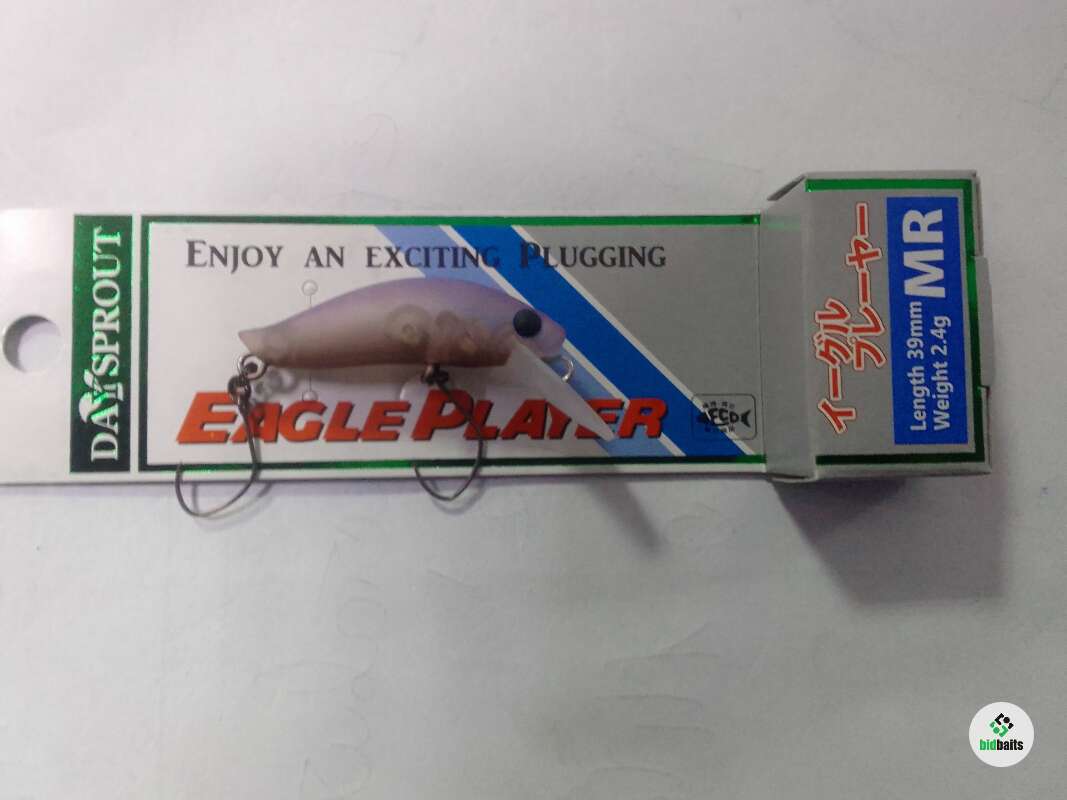 DAYSPROUT
ENJOY AN EXCITING PLUGGING
EAGLE PLAYER
イーグル
プレーヤー
Length 39mm
Weight 2.4g
MR
bidbaits